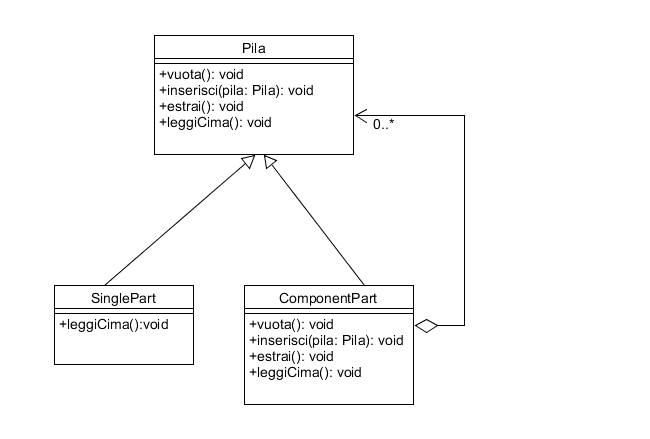 Pila
+vuota(): void
+inserisci(pila: Pila): void
+estrai(): void
+leggiCima(): void
0..*
SinglePart
+leggiCima():void
ComponentPart
+vuota(): void
+inserisci(pila: Pila): void
+estrai(): void
+leggiCima(): void